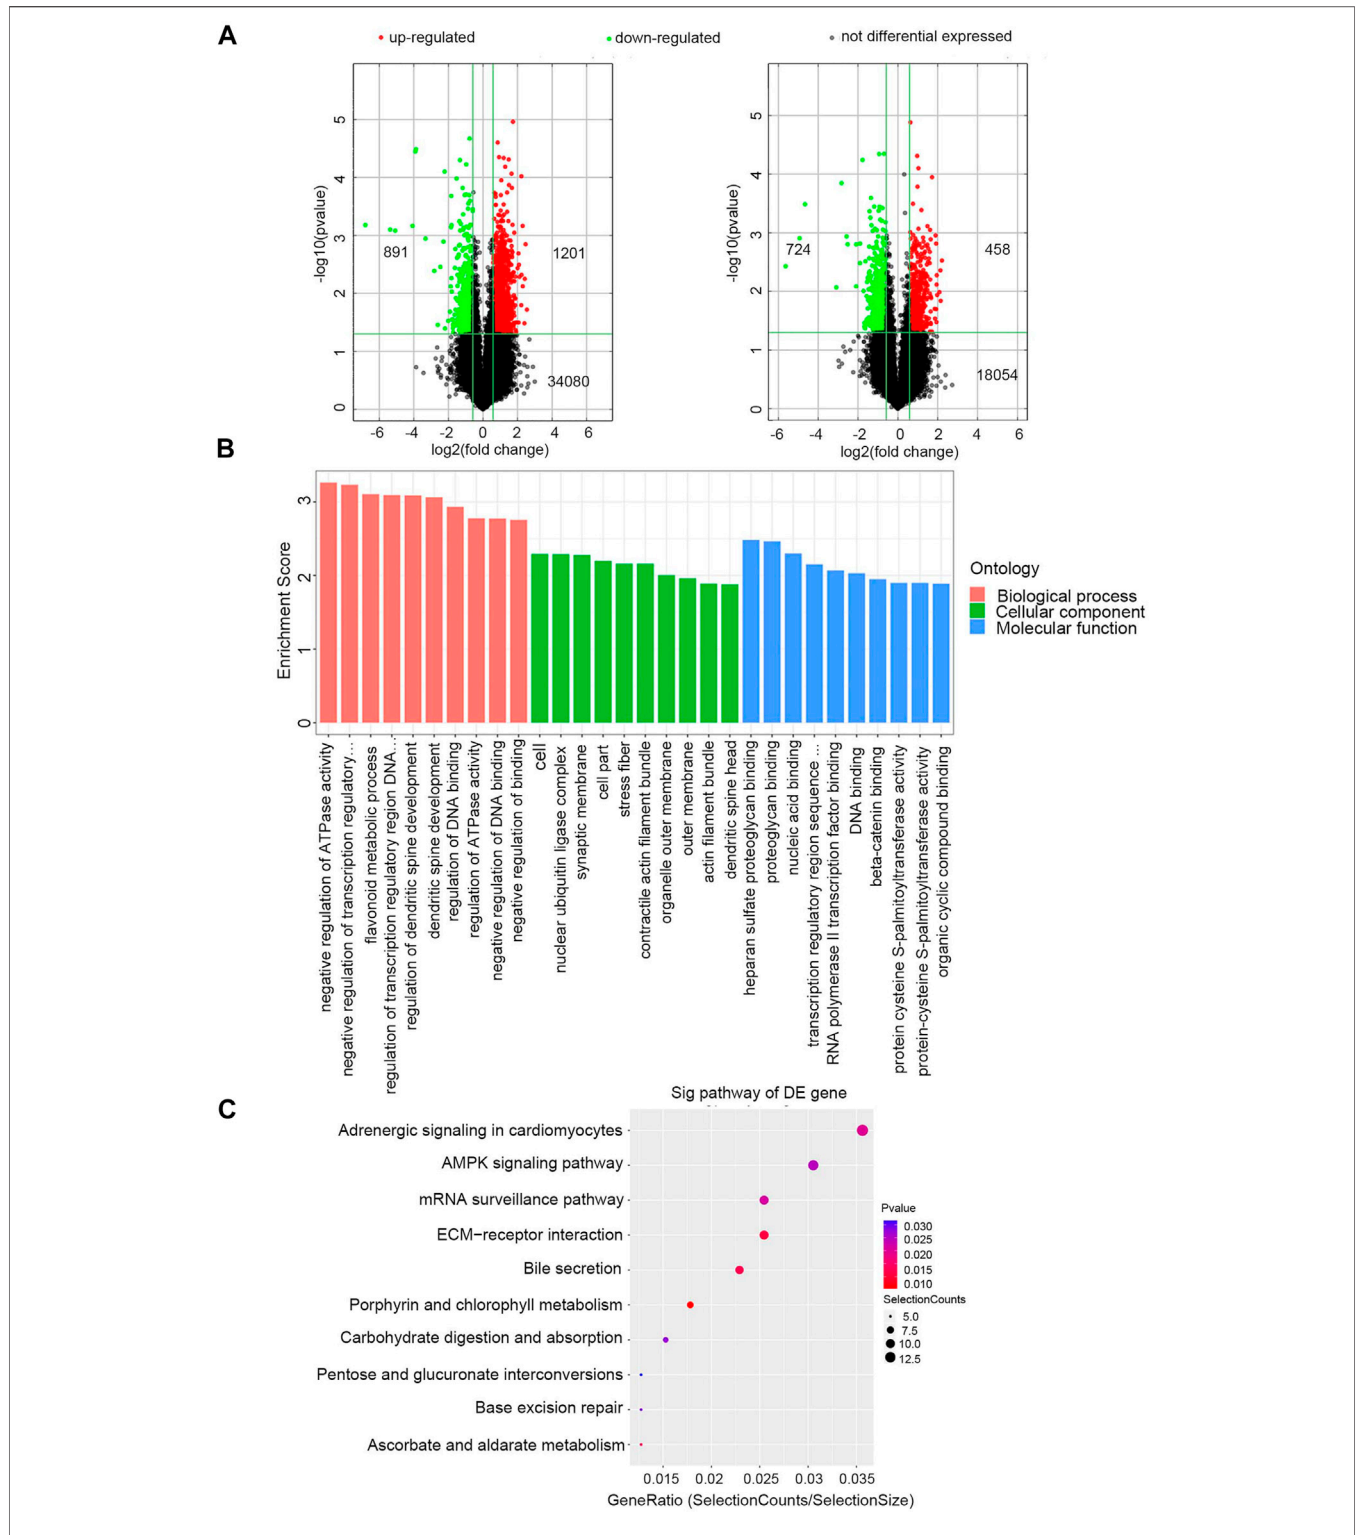 A
up-regulated
down-regulated
not differential expressed
-log10(pvalue)
5
4
3
2
1
0
891
1201
34080
-6
-4
-2
0
2
4
6
log2(fold change)
-log10(pvalue)
5
4
3
2
1
0
724
458
18054
-6
-4
-2
0
2
4
6
log2(fold change)
B
Enrichment Score
3
2
1
0
negative regulation of ATPase activity
negative regulation of transcription regulatory...
flavonoid metabolic process
regulation of transcription regulatory region DNA...
regulation of dendritic spine development
dendritic spine development
regulation of DNA binding
regulation of ATPase activity
negative regulation of DNA binding
negative regulation of binding
cell
nuclear ubiquitin ligase complex
synaptic membrane
cell part
stress fiber
contractile actin filament bundle
organelle outer membrane
outer membrane
actin filament bundle
dendritic spine head
heparan sulfate proteoglycan binding
proteoglycan binding
nucleic acid binding
transcription regulatory region sequence ...
RNA polymerase II transcription factor binding
DNA binding
beta-catenin binding
protein cysteine S-palmitoyltransferase activity
protein-cysteine S-palmitoyltransferase activity
organic cyclic compound binding
Ontology
Biological process
Cellular component
Molecular function
C
Sig pathway of DE gene
Adrenergic signaling in cardiomyocytes
AMPK signaling pathway
mRNA surveillance pathway
ECM−receptor interaction
Bile secretion
Porphyrin and chlorophyll metabolism
Carbohydrate digestion and absorption
Pentose and glucuronate interconversions
Base excision repair
Ascorbate and aldarate metabolism
0.015
0.02
0.025
0.03
0.035
GeneRatio (SelectionCounts/SelectionSize)
Pvalue
0.030
0.025
0.020
0.015
0.010
SelectionCounts
5.0
7.5
10.0
12.5